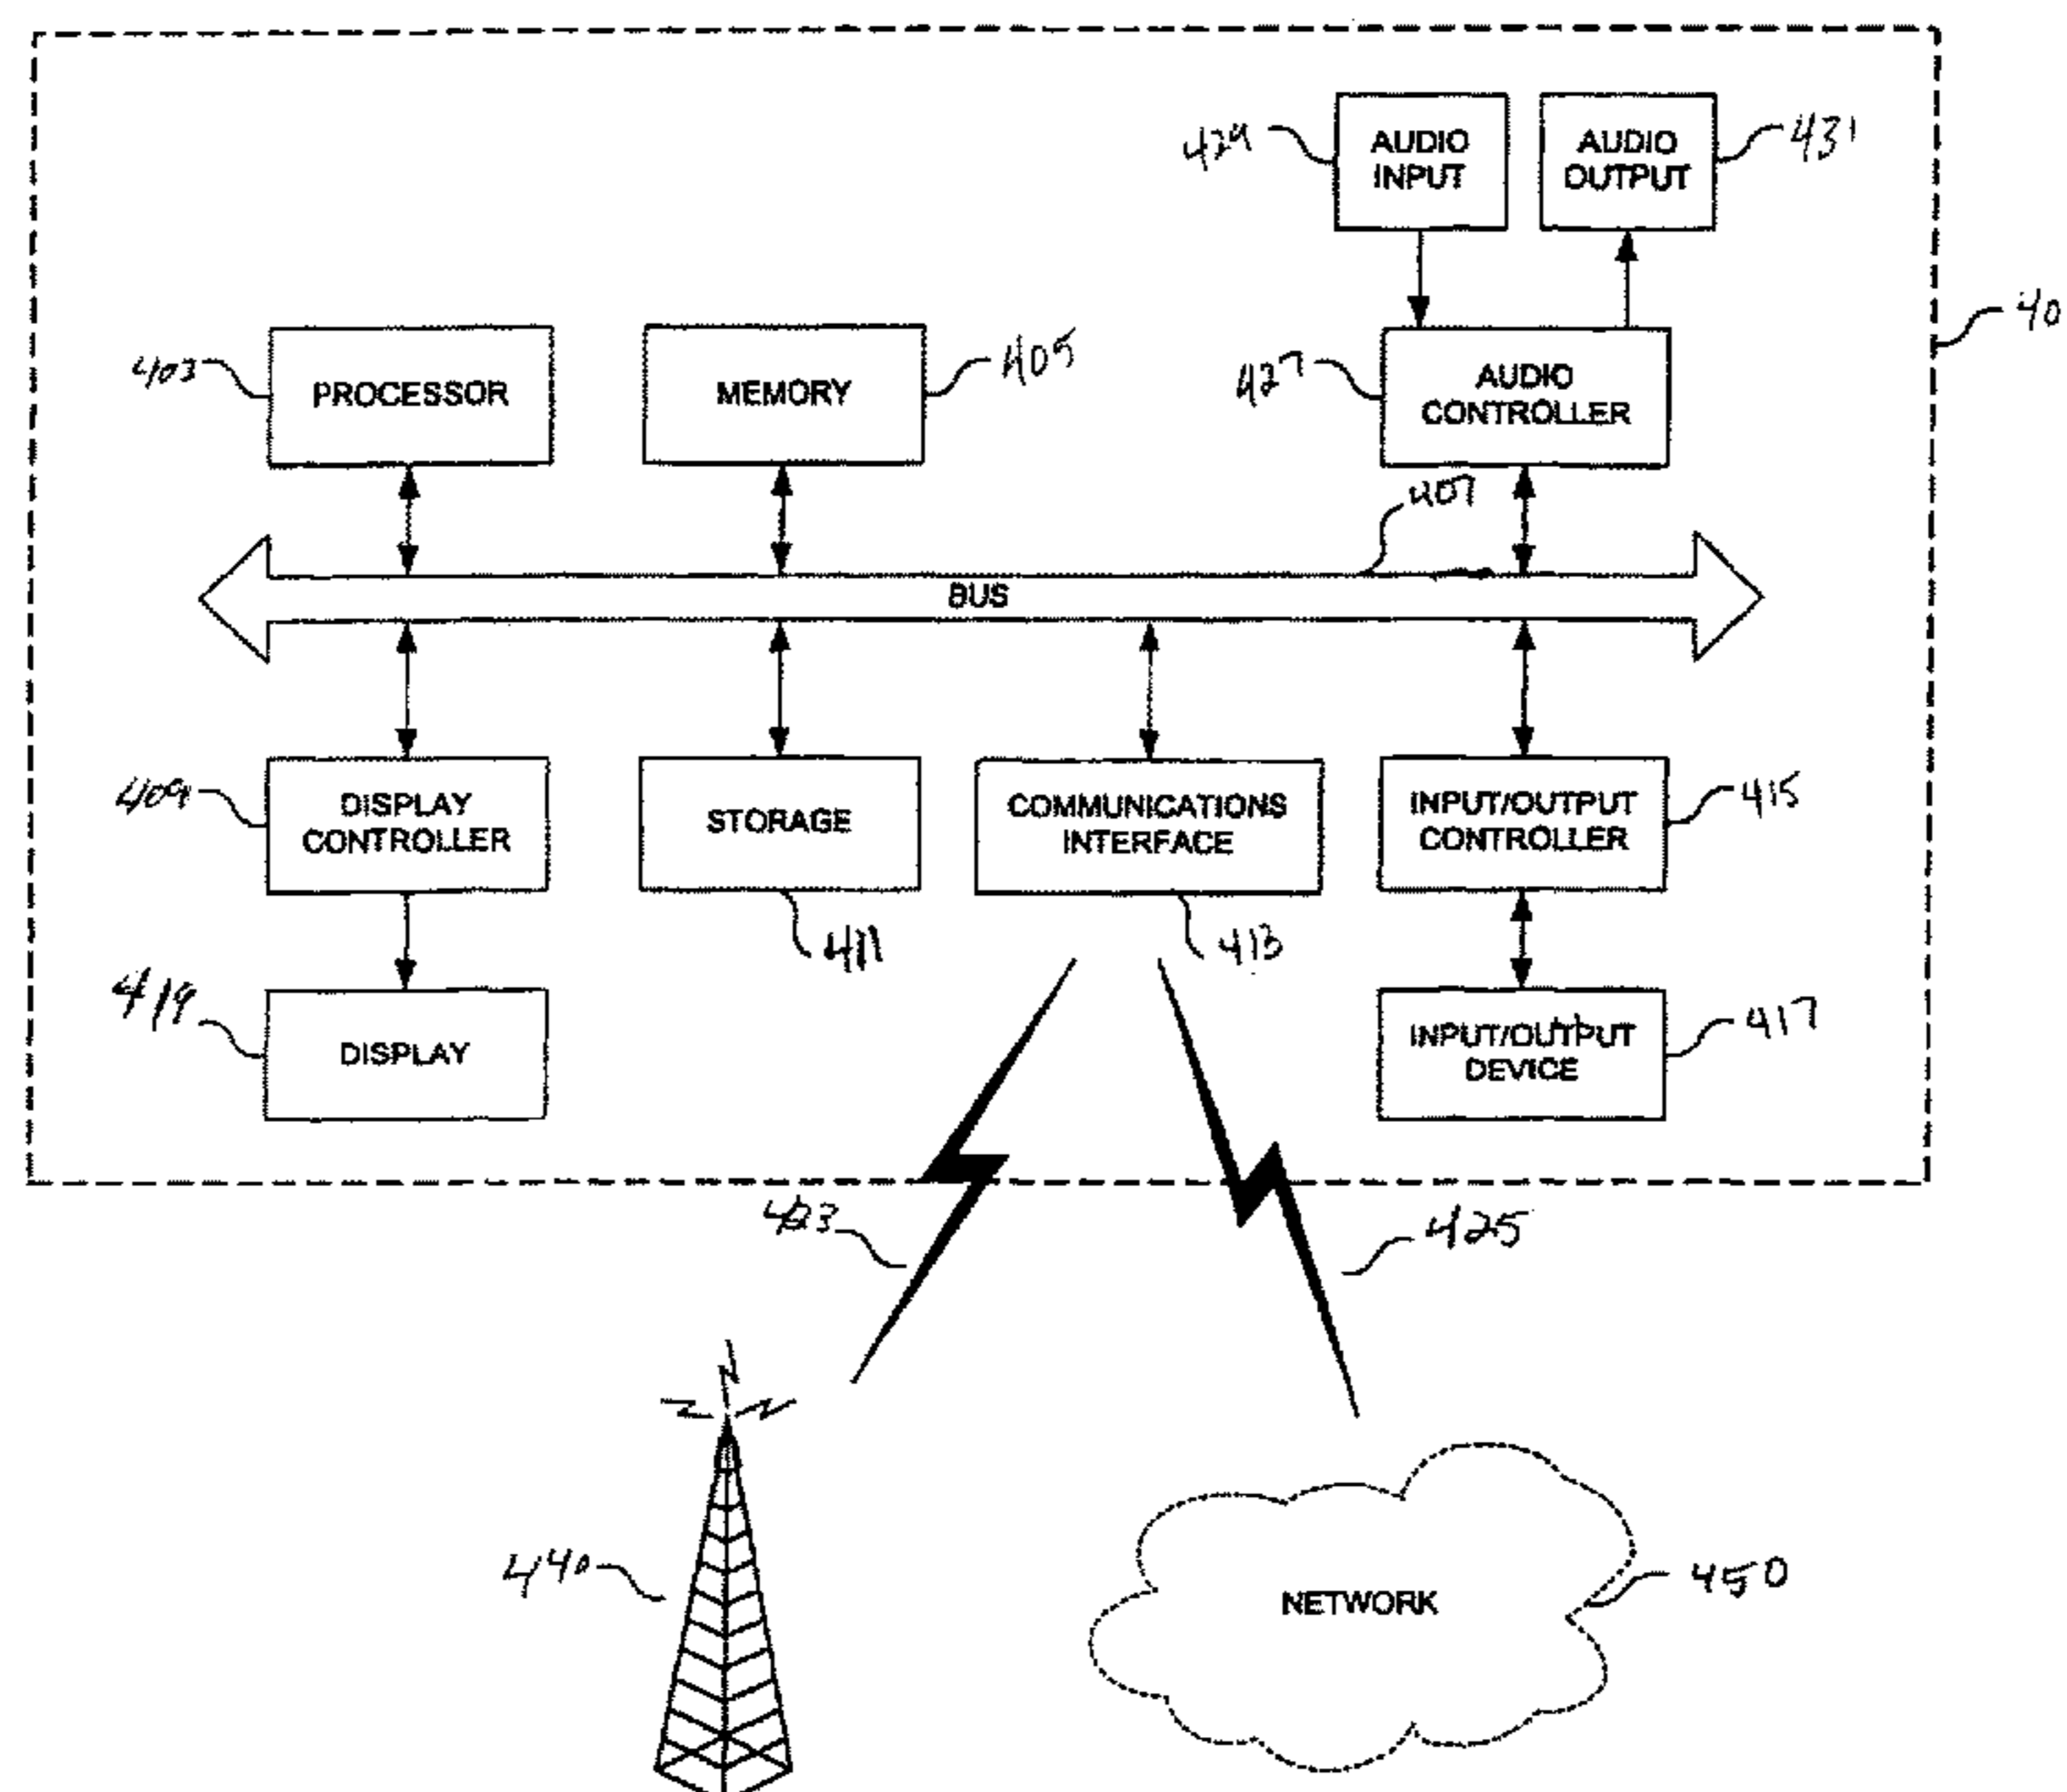 AUDIO
INPUT
AUDIO
OUTPUT
431
40
403
PROCESSOR
MEMORY
405
427
AUDIO
CONTROLLER
407
BUS
409
DISPLAY
CONTROLLER
STORAGE
COMMUNICATIONS
INTERFACE
INPUT/OUTPUT
CONTROLLER
415
411
413
419
DISPLAY
INPUT/OUTPUT
DEVICE
417
423
425
440
NETWORK
450